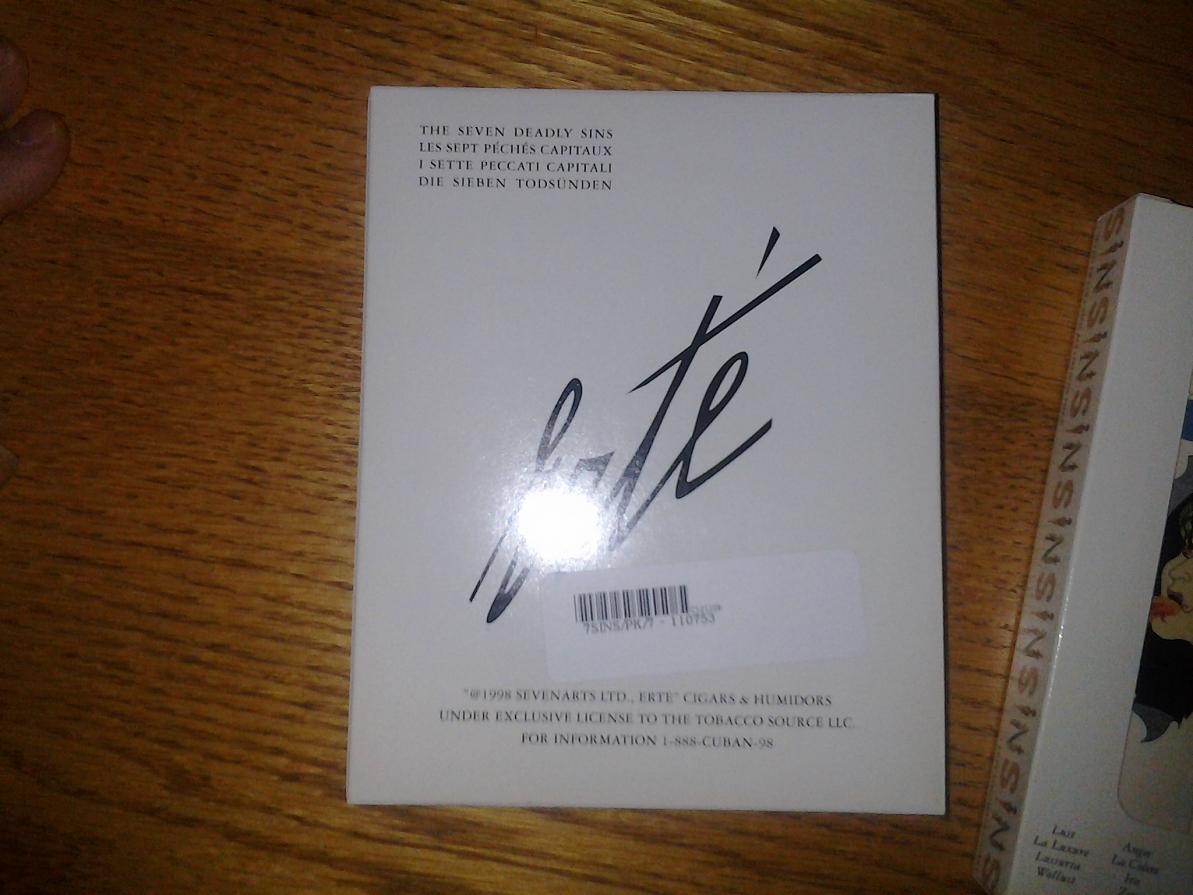 THE SEVEN DEADLY SINS
LES SEPT PÉCHÉS CAPITAUX
I SETTE PECCATI CAPITALI
DIE SIEBEN TODSÜNDEN
Erté
7SINS/PK/7 - 110753
"@1998 SEVENARTS LTD., ERTE" CIGARS & HUMIDORS
UNDER EXCLUSIVE LICENSE TO THE TOBACCO SOURCE LLC.
FOR INFORMATION 1-888-CUBAN-98
SINSINSINSINSINSINSINSINSINS
Lust
La Luxure
Lussuria
Wollust
Anger
La Colère
Ira